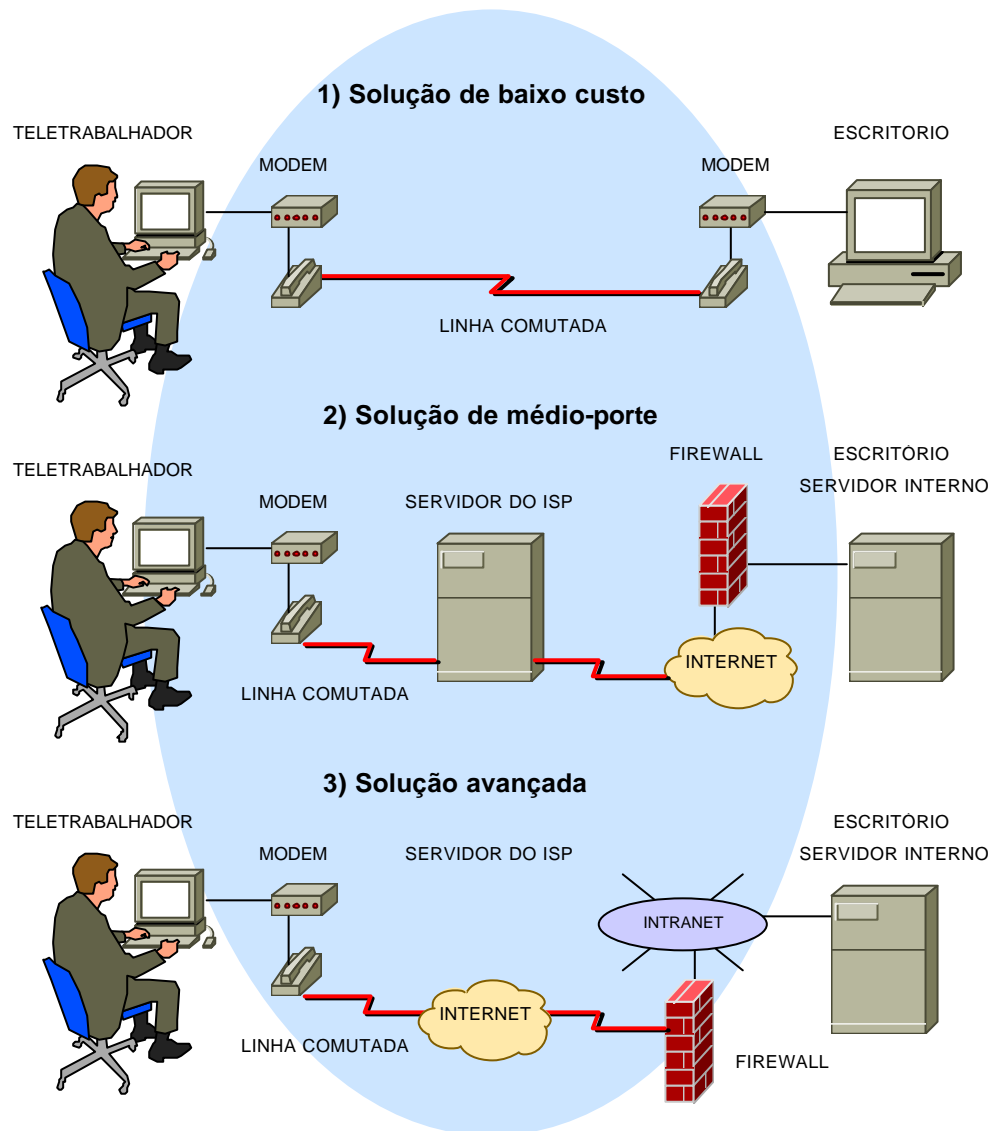 1) Solução de baixo custo
TELETRABALHADOR
ESCRITÓRIO
MODEM
MODEM
LINHA COMUTADA
2) Solução de médio-porte
TELETRABALHADOR
FIREWALL
ESCRITÓRIO
MODEM
SERVIDOR DO ISP
SERVIDOR INTERNO
INTERNET
LINHA COMUTADA
3) Solução avançada
TELETRABALHADOR
ESCRITÓRIO
MODEM
SERVIDOR DO ISP
SERVIDOR INTERNO
INTRANET
INTERNET
LINHA COMUTADA
FIREWALL